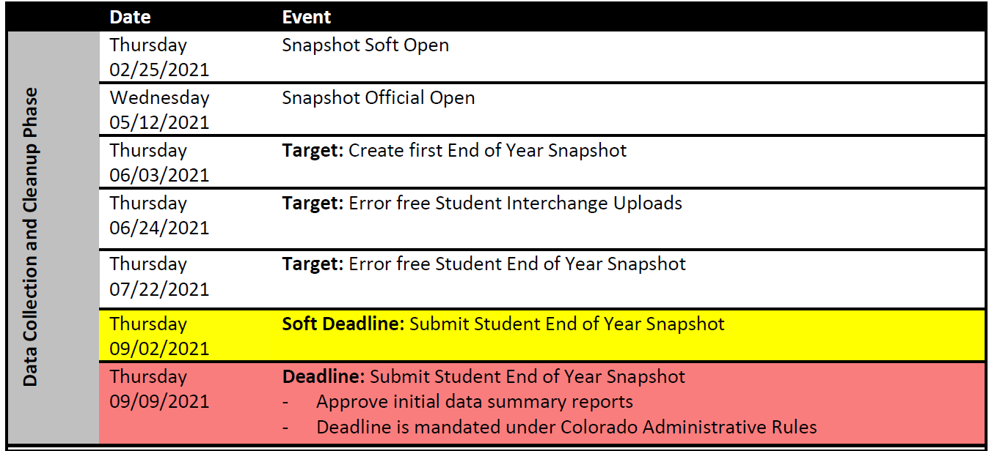 Date Event
Data Collection and Cleanup Phase
Thursday Snapshot Soft Open
02/25/2021
Wednesday Snapshot Official Open
05/12/2021
Thursday Target: Create first End of Year Snapshot
06/03/2021
Thursday Target: Error free Student Interchange Uploads
06/24/2021
Thursday Target: Error free Student End of Year Snapshot
07/22/2021
Thursday Soft Deadline: Submit Student End of Year Snapshot
09/02/2021
Thursday Deadline: Submit Student End of Year Snapshot
09/09/2021 - Approve initial data summary reports
- Deadline is mandated under Colorado Administrative Rules